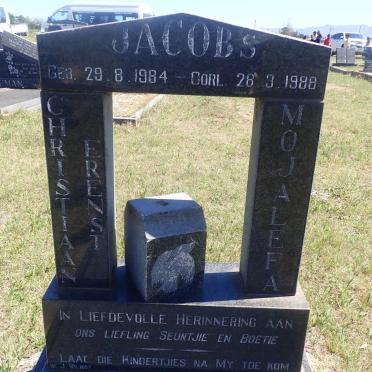 JACOBS
GEB. 29.8.1984 - OORL. 26.3.1988
CHRISTIAAN
ERENST
MOJALEFA
IN LIEFDEVOLLE HERINNERING AAN
ONS LIEFLING SEUNTJIE EN BOETIE
LAAT DIE KINDERTJIES NA MY TOE KOM